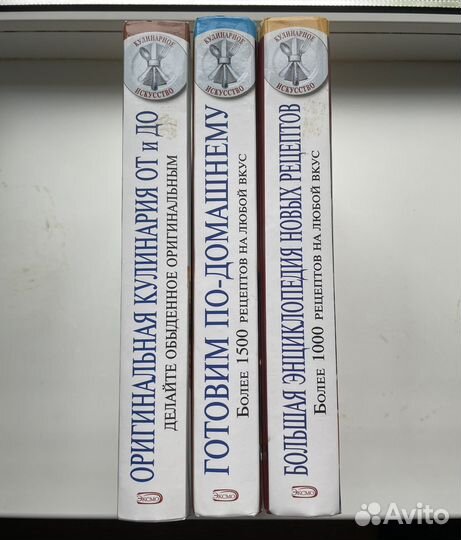 КУЛИНАРНОЕ
ИСКУССТВО
ОРИГИНАЛЬНАЯ КУЛИНАРИЯ ОТ и ДО
ДЕЛАЙТЕ ОБЫДЕННОЕ ОРИГИНАЛЬНЫМ
ЭКСМО
КУЛИНАРНОЕ
ИСКУССТВО
ГОТОВИМ ПО-ДОМАШНЕМУ
БОЛЕЕ 1500 РЕЦЕПТОВ НА ЛЮБОЙ ВКУС
ЭКСМО
КУЛИНАРНОЕ
ИСКУССТВО
БОЛЬШАЯ ЭНЦИКЛОПЕДИЯ НОВЫХ РЕЦЕПТОВ
БОЛЕЕ 1000 РЕЦЕПТОВ НА ЛЮБОЙ ВКУС
ЭКСМО
Avito